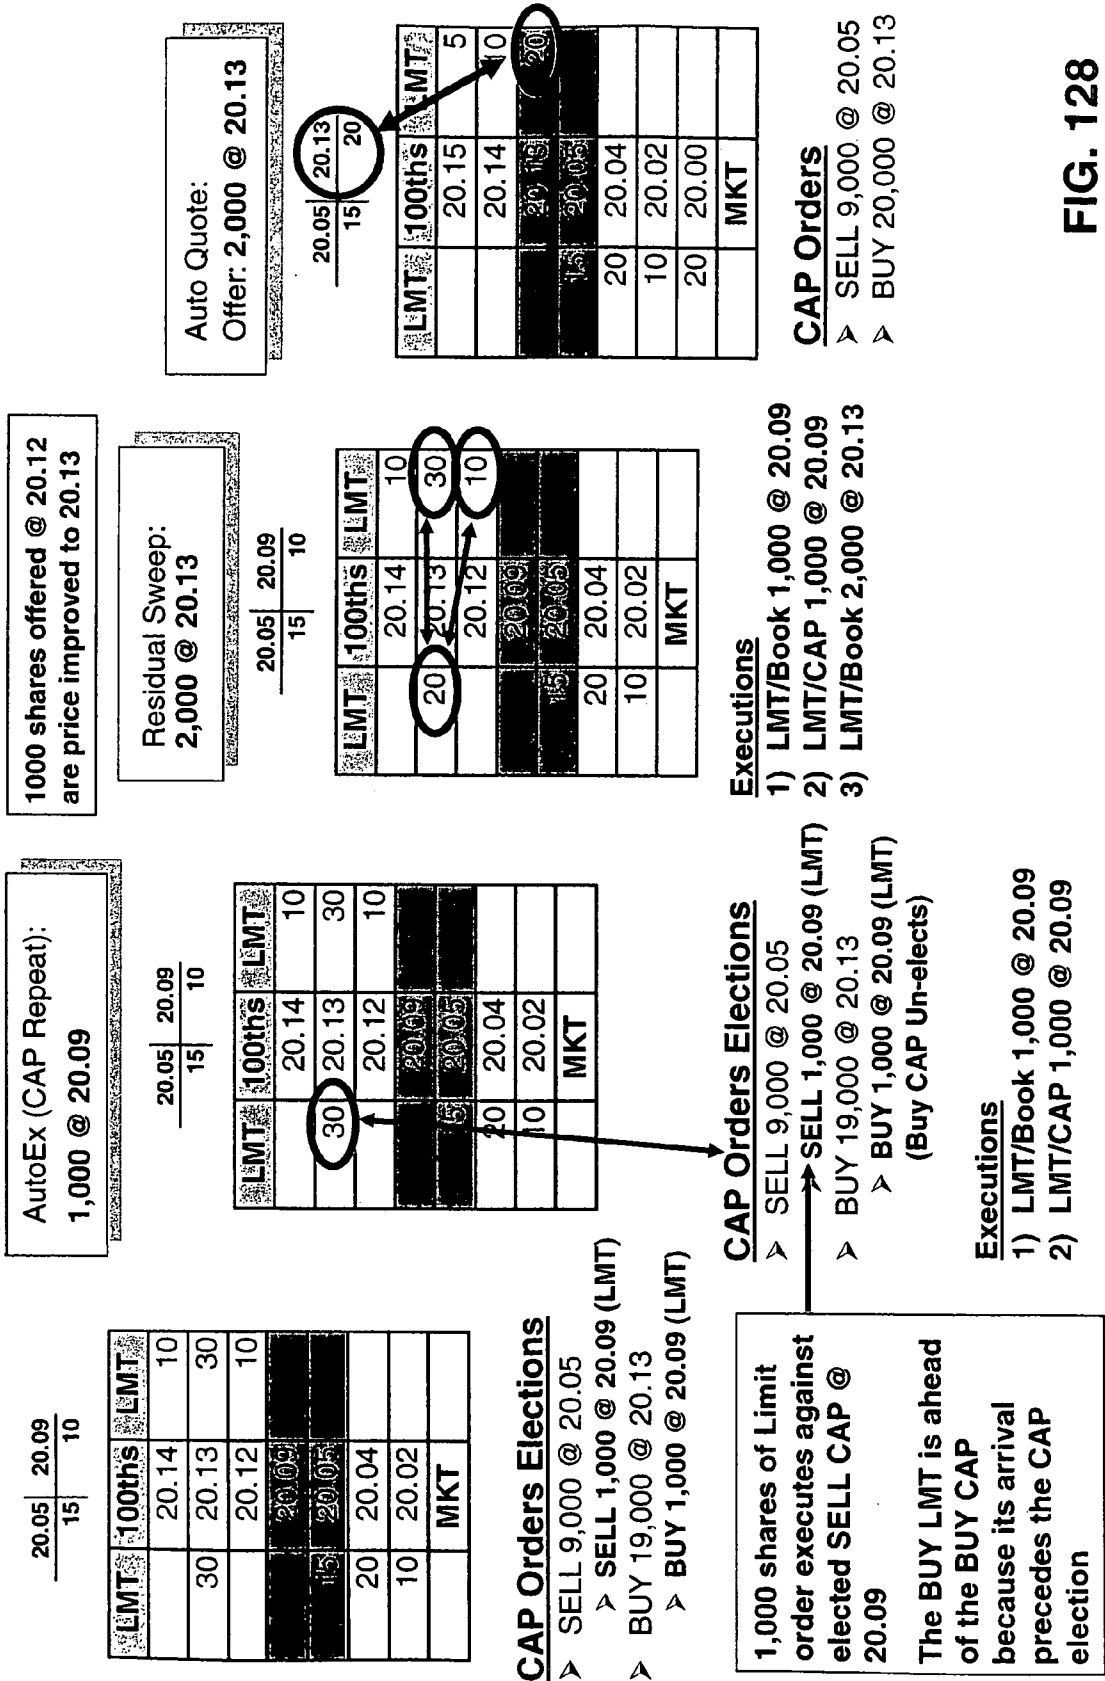 20.05 20.09
15 10
LMT 100ths LMT
20.14 10
30 20.13 30
20.12 10
20.09
15 20.05
20 20.04
10 20.02
MKT
CAP Orders Elections
➢ SELL 9,000 @ 20.05
➢ SELL 1,000 @ 20.09 (LMT)
➢ BUY 19,000 @ 20.13
➢ BUY 1,000 @ 20.09 (LMT)
1,000 shares of Limit
order executes against
elected SELL CAP @
20.09
The BUY LMT is ahead
of the BUY CAP
because its arrival
precedes the CAP
election
AutoEx (CAP Repeat):
1,000 @ 20.09
20.05 20.09
15 10
LMT 100ths LMT
20.14 10
30 20.13 30
20.12 10
20.09
15 20.05
20 20.04
10 20.02
MKT
CAP Orders Elections
➢ SELL 9,000 @ 20.05
➢ SELL 1,000 @ 20.09 (LMT)
➢ BUY 19,000 @ 20.13
➢ BUY 1,000 @ 20.09 (LMT)
(Buy CAP Un-elects)
Executions
1) LMT/Book 1,000 @ 20.09
2) LMT/CAP 1,000 @ 20.09
1000 shares offered @ 20.12
are price improved to 20.13
Residual Sweep:
2,000 @ 20.13
20.05 20.09
15 10
LMT 100ths LMT
20.14 10
20 20.13 30
20.12 10
20.09
15 20.05
20 20.04
10 20.02
MKT
Executions
1) LMT/Book 1,000 @ 20.09
2) LMT/CAP 1,000 @ 20.09
3) LMT/Book 2,000 @ 20.13
Auto Quote:
Offer: 2,000 @ 20.13
20.05 20.13
15 20
LMT 100ths LMT
20.15 5
20.14 10
20.13 20
15 20.05
20 20.04
10 20.02
20 20.00
MKT
CAP Orders
➢ SELL 9,000 @ 20.05
➢ BUY 20,000 @ 20.13
FIG. 128